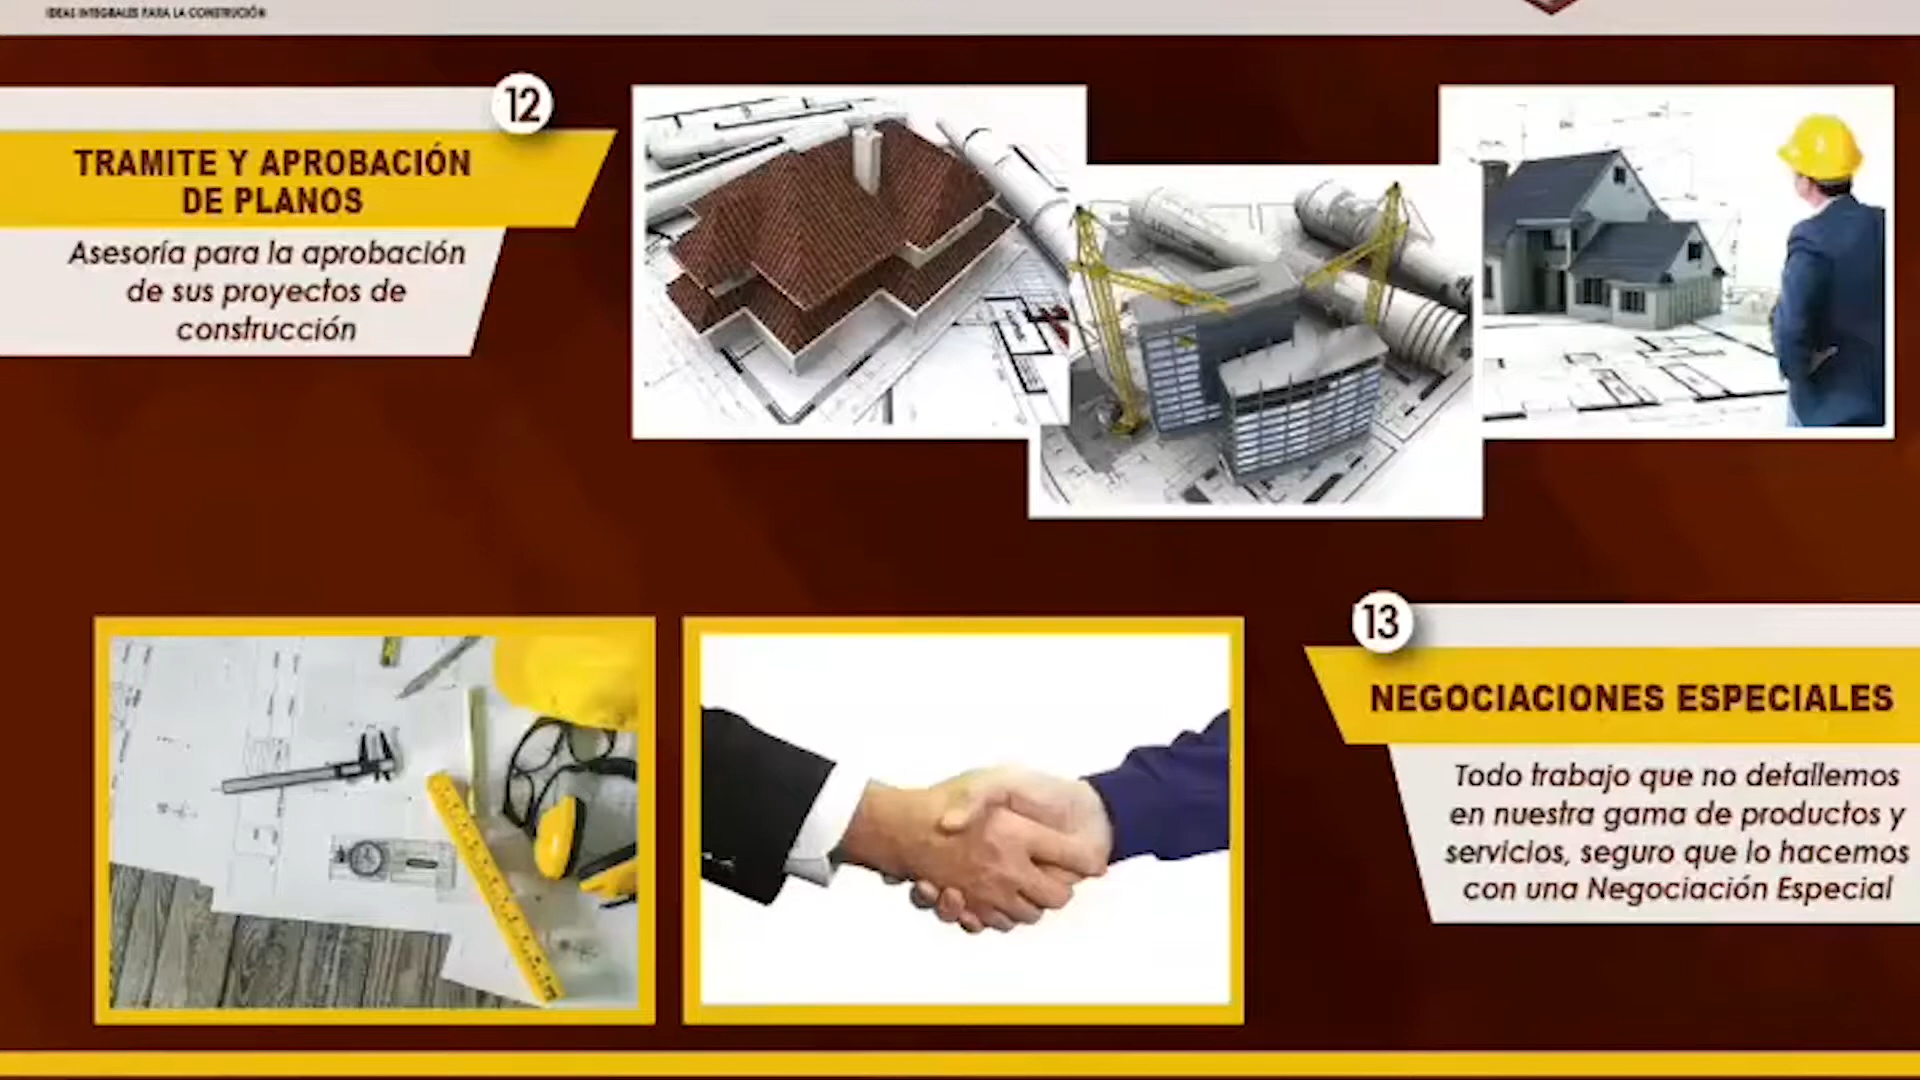 IDEAS INTEGRALES PARA LA CONSTRUCCIÓN
12
TRAMITE Y APROBACIÓN
DE PLANOS
Asesoría para la aprobación
de sus proyectos de
construcción
13
NEGOCIACIONES ESPECIALES
Todo trabajo que no detallemos
en nuestra gama de productos y
servicios, seguro que lo hacemos
con una Negociación Especial